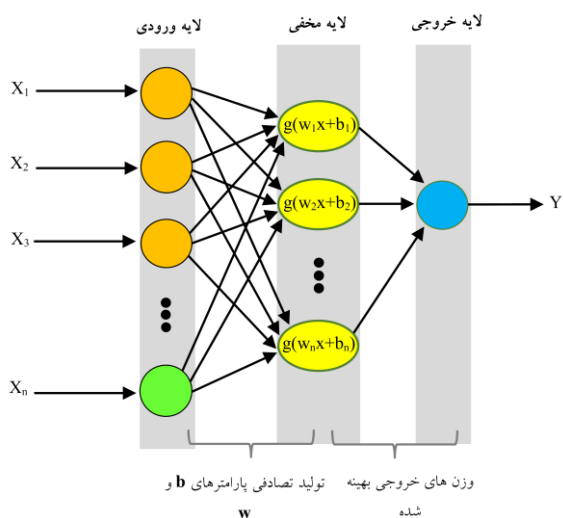 لایه ورودی
لایه مخفی
لایه خروجی
X1
X2
X3
Xn
g(w1x+b1)
g(w2x+b2)
g(wnx+bn)
Y
تولید تصادفی پارامترهای b و
w
وزن های خروجی بهینه
شده